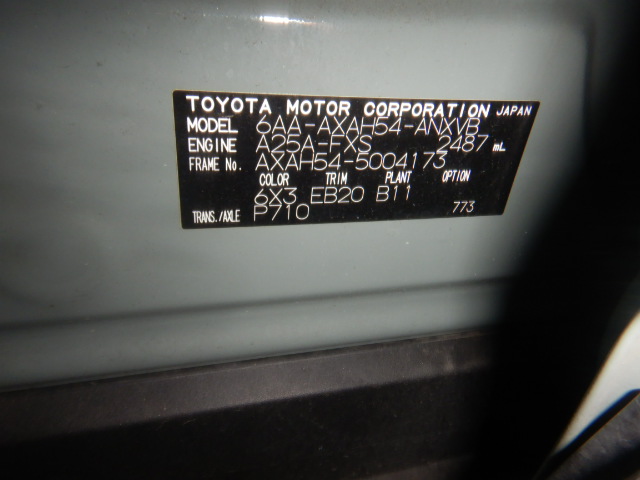 TOYOTA MOTOR CORPORATION JAPAN
MODEL 6AA-AXAH54-ANXVB
ENGINE A25A-FXS 2487 mL
FRAME No. AXAH54-5004173
COLOR TRIM PLANT OPTION
6X3 EB20 B11
TRANS./AXLE P710 773